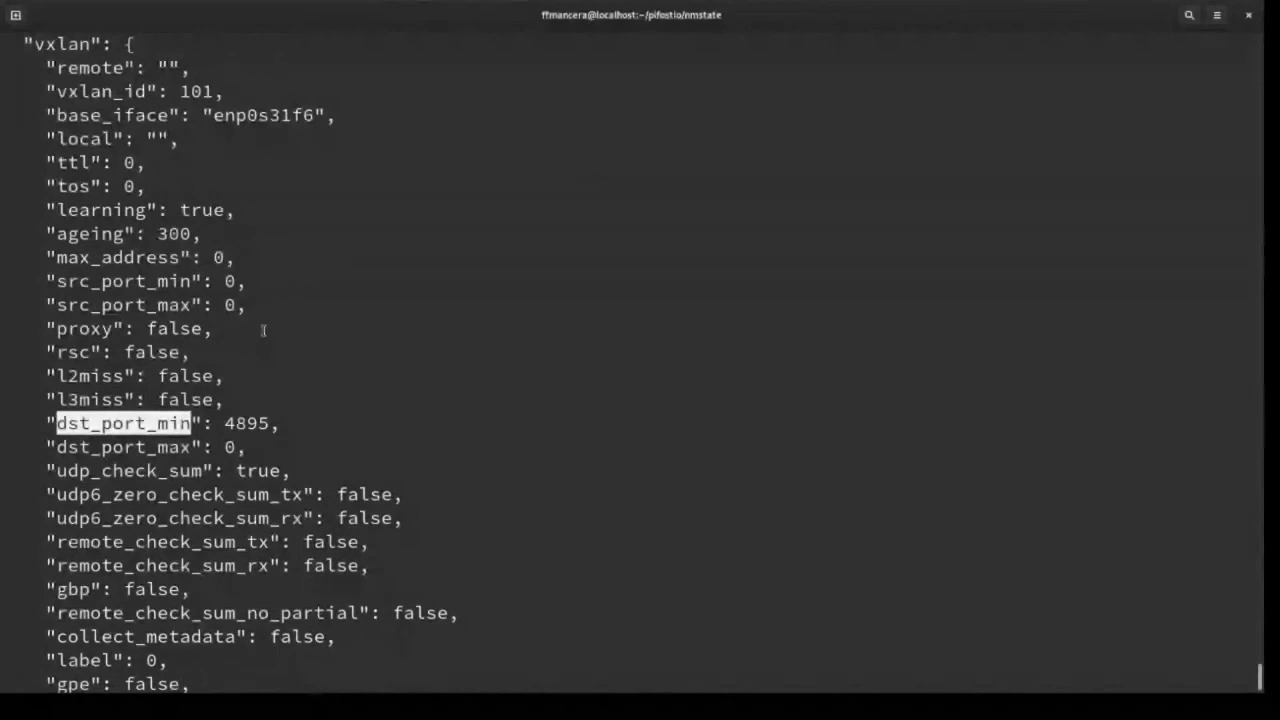 ffmancera@localhost:~/pifostio/nmstate
"vxlan": {
"remote": "",
"vxlan_id": 101,
"base_iface": "enp0s31f6",
"local": "",
"ttl": 0,
"tos": 0,
"learning": true,
"ageing": 300,
"max_address": 0,
"src_port_min": 0,
"src_port_max": 0,
"proxy": false,
"rsc": false,
"l2miss": false,
"l3miss": false,
"dst_port_min": 4895,
"dst_port_max": 0,
"udp_check_sum": true,
"udp6_zero_check_sum_tx": false,
"udp6_zero_check_sum_rx": false,
"remote_check_sum_tx": false,
"remote_check_sum_rx": false,
"gbp": false,
"remote_check_sum_no_partial": false,
"collect_metadata": false,
"label": 0,
"gpe": false,